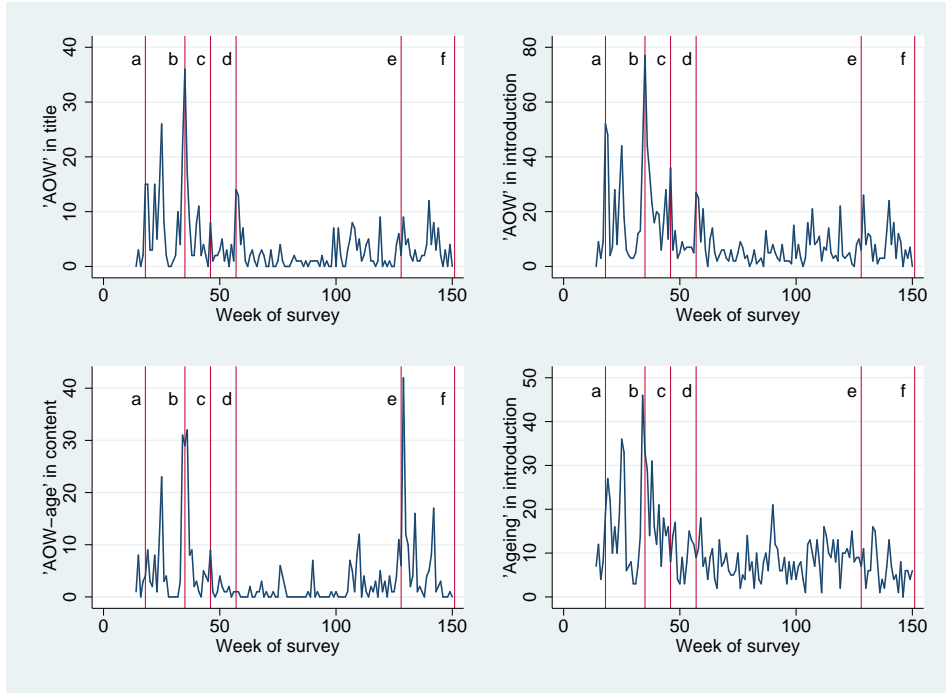 'AOW' in title
40
30
20
10
0
a b c d e f
0 50 100 150
Week of survey
'AOW' in introduction
80
60
40
20
0
a b c d e f
0 50 100 150
Week of survey
'AOW−age' in content
40
30
20
10
0
a b c d e f
0 50 100 150
Week of survey
'Ageing' in introduction
50
40
30
20
10
0
a b c d e f
0 50 100 150
Week of survey